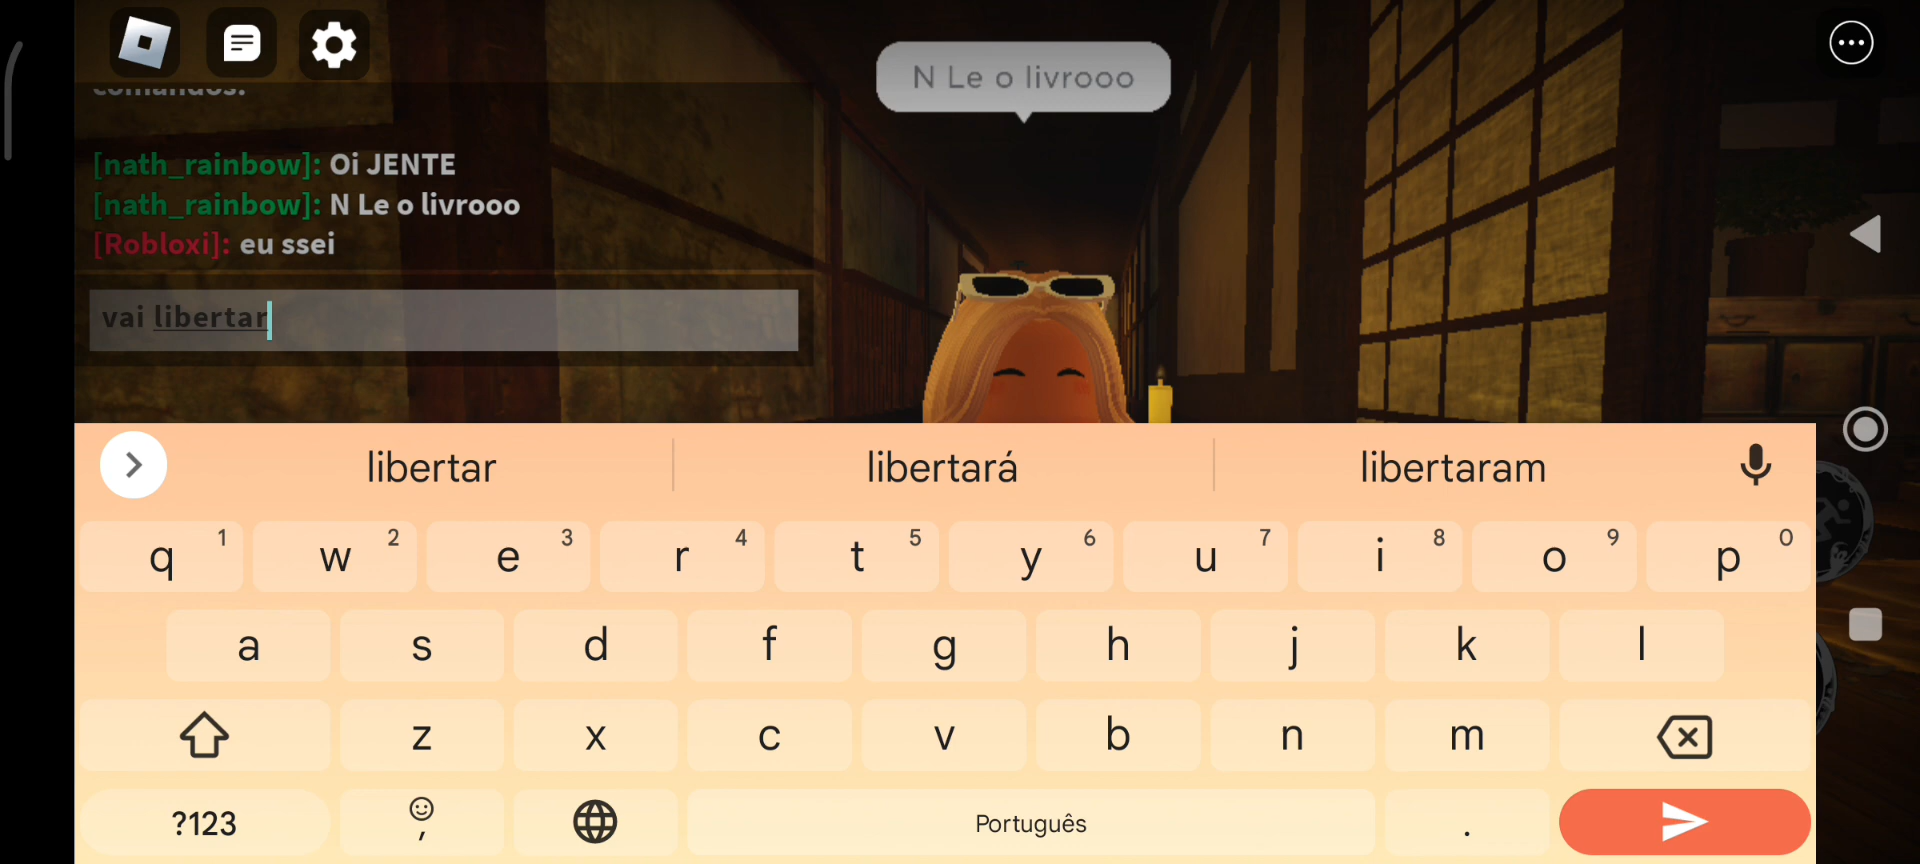 N Le o livrooo
comandos.
[nath_rainbow]: Oi JENTE
[nath_rainbow]: N Le o livrooo
[Robloxi]: eu ssei
vai libertar
libertar libertará libertaram
q 1 w 2 e 3 r 4 t 5 y 6 u 7 i 8 o 9 p 0
a s d f g h j k l
z x c v b n m
?123 , Português .